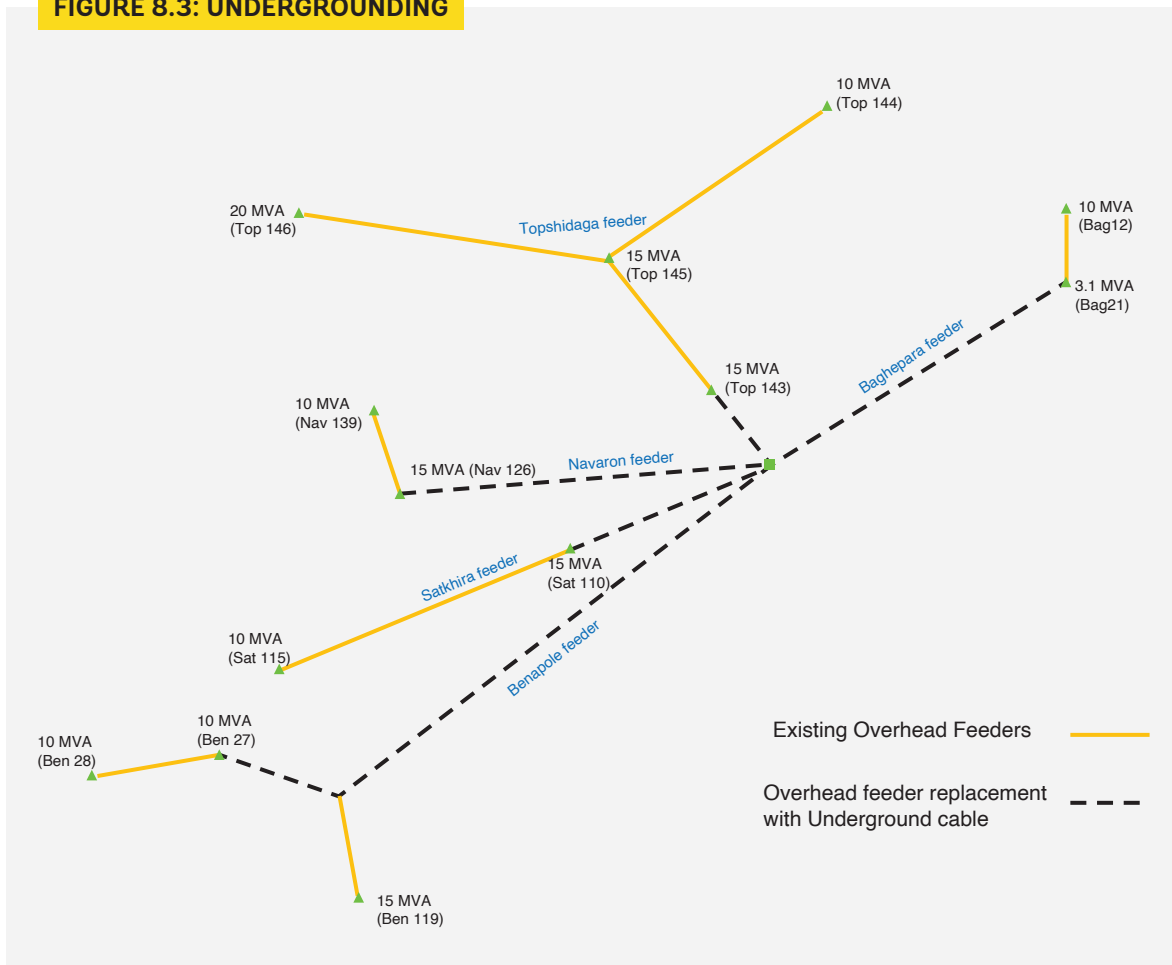 FIGURE 8.3: UNDERGROUNDING
10 MVA
(Top 144)
20 MVA
(Top 146)
Topshidaga feeder
10 MVA
(Bag12)
15 MVA
(Top 145)
3.1 MVA
(Bag21)
Baghepara feeder
15 MVA
(Top 143)
10 MVA
(Nav 139)
15 MVA (Nav 126)
Navaron feeder
15 MVA
(Sat 110)
Satkhira feeder
10 MVA
(Sat 115)
Benapole feeder
10 MVA
(Ben 27)
10 MVA
(Ben 28)
Existing Overhead Feeders
Overhead feeder replacement
with Underground cable
15 MVA
(Ben 119)